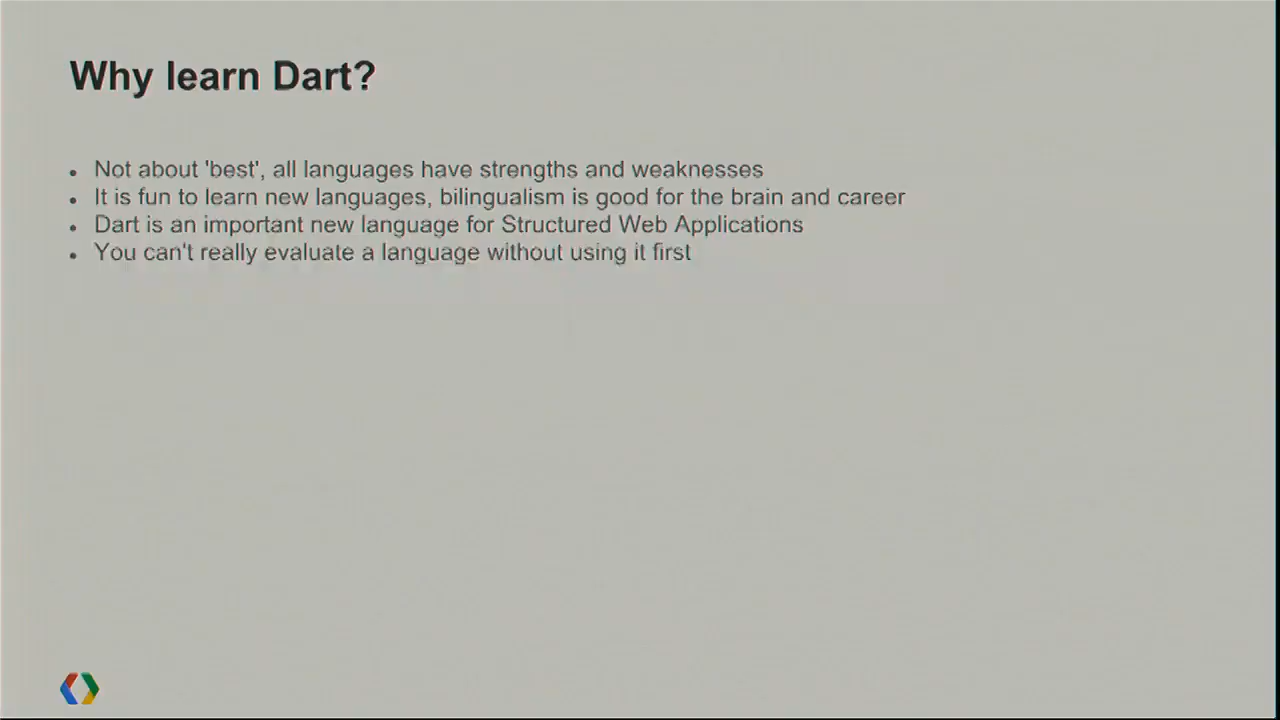 Why learn Dart?
• Not about 'best', all languages have strengths and weaknesses
• It is fun to learn new languages, bilingualism is good for the brain and career
• Dart is an important new language for Structured Web Applications
• You can't really evaluate a language without using it first